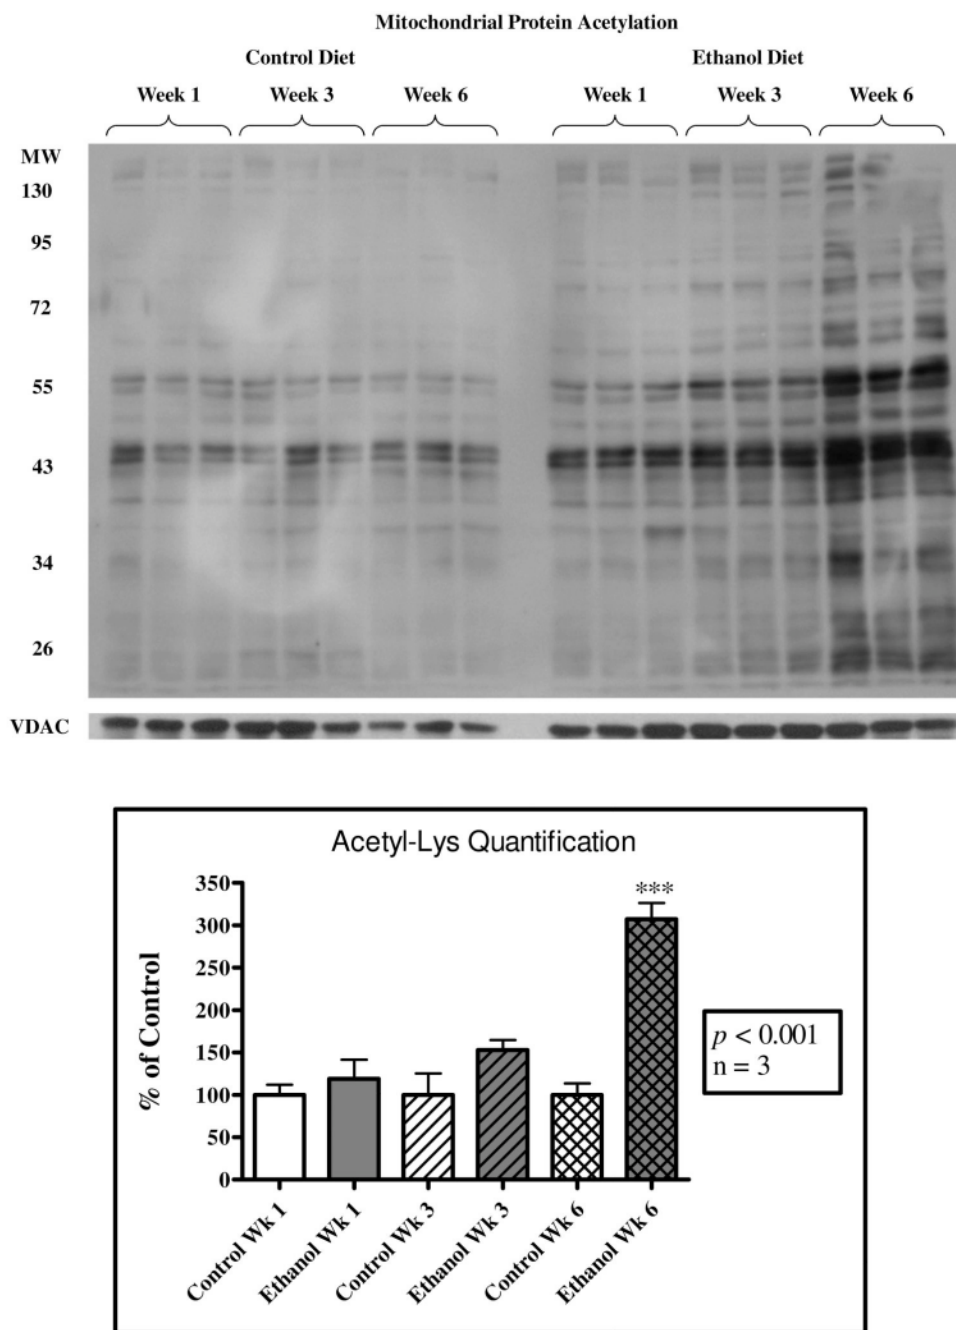 Mitochondrial Protein Acetylation
Control Diet Ethanol Diet
Week 1 Week 3 Week 6 Week 1 Week 3 Week 6
MW
130
95
72
55
43
34
26
VDAC
Acetyl-Lys Quantification
% of Control
350
300
250
200
150
100
50
0
***
p < 0.001
n = 3
Control Wk 1
Ethanol Wk 1
Control Wk 3
Ethanol Wk 3
Control Wk 6
Ethanol Wk 6